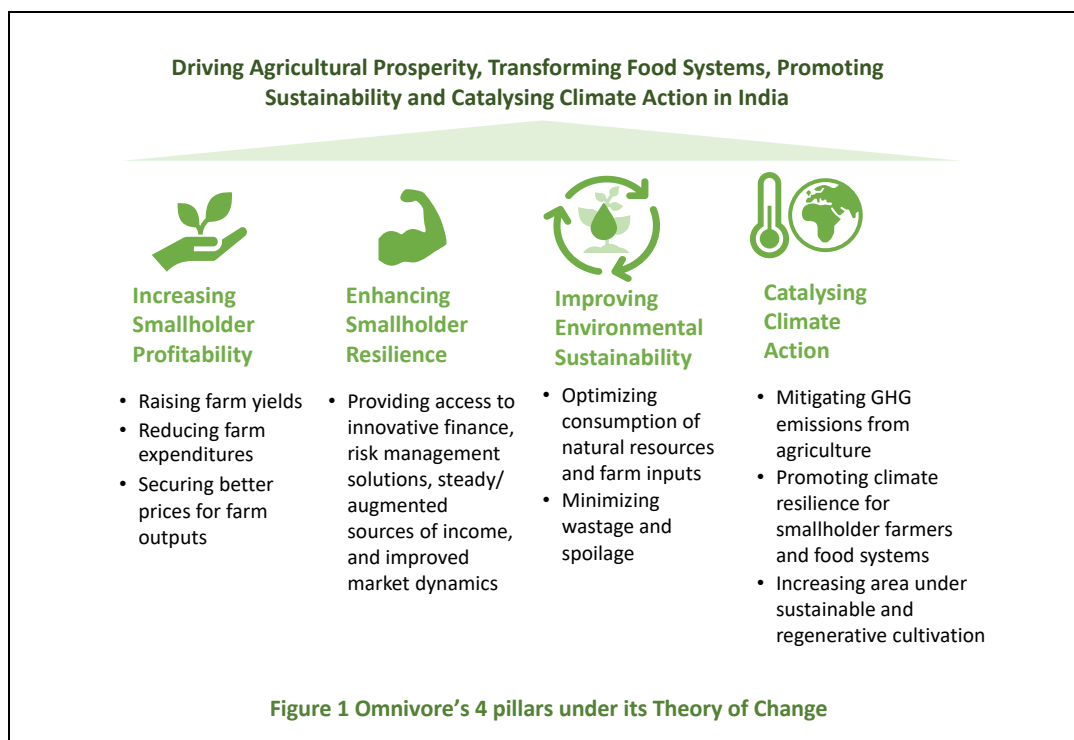 Driving Agricultural Prosperity, Transforming Food Systems, Promoting
Sustainability and Catalysing Climate Action in India
Increasing
Smallholder
Profitability
• Raising farm yields
• Reducing farm
expenditures
• Securing better
prices for farm
outputs
Enhancing
Smallholder
Resilience
• Providing access to
innovative finance,
risk management
solutions, steady/
augmented
sources of income,
and improved
market dynamics
Improving
Environmental
Sustainability
• Optimizing
consumption of
natural resources
and farm inputs
• Minimizing
wastage and
spoilage
Catalysing
Climate
Action
• Mitigating GHG
emissions from
agriculture
• Promoting climate
resilience for
smallholder farmers
and food systems
• Increasing area under
sustainable and
regenerative cultivation
Figure 1 Omnivore’s 4 pillars under its Theory of Change